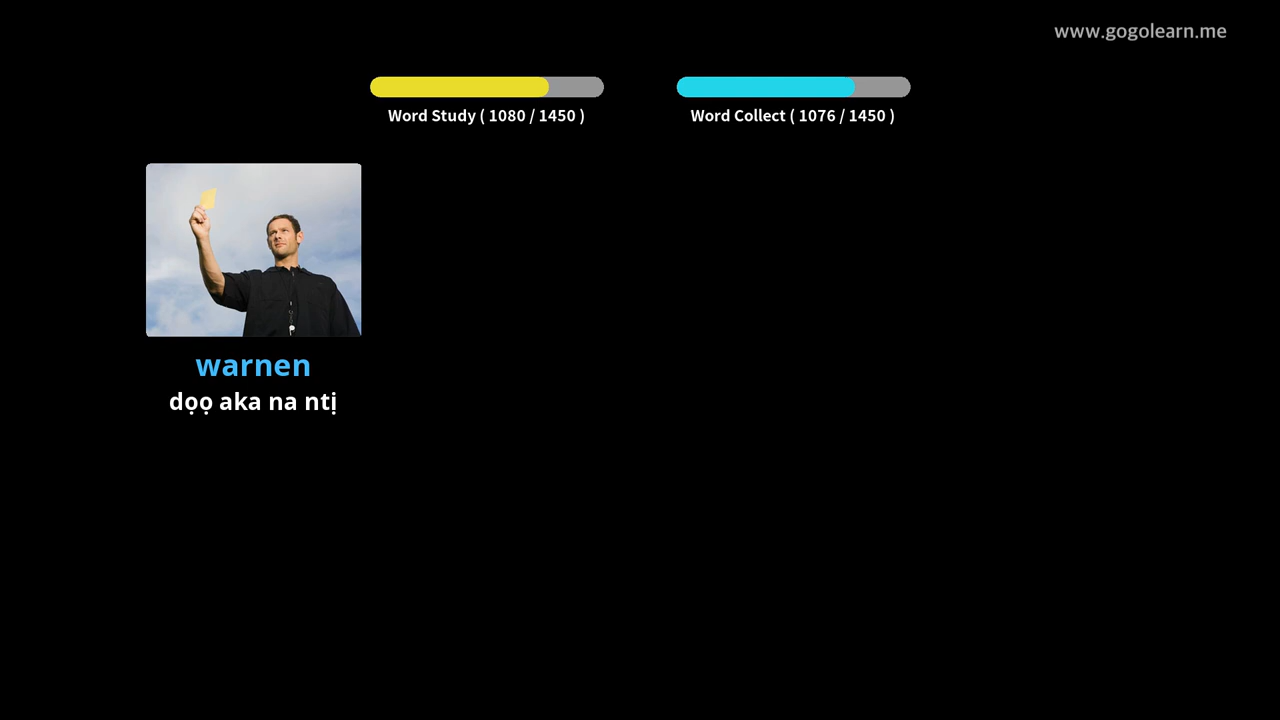 www.gogolearn.me
Word Study ( 1080 / 1450 )
Word Collect ( 1076 / 1450 )
warnen
dọọ aka na ntị